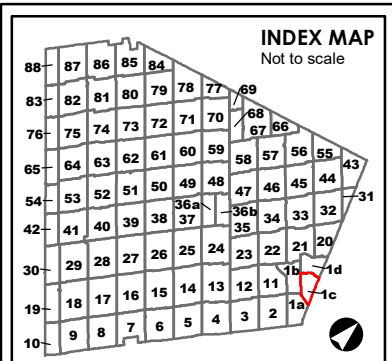 INDEX MAP
Not to scale
88 87 86 85 84
83 82 81 80 79 78 77 69
76 75 74 73 72 71 70 68 67 66
65 64 63 62 61 60 59 58 57 56 55 43
54 53 52 51 50 49 48 47 46 45 44 31
36a 36b
42 41 40 39 38 37 35 34 33 32
30 29 28 27 26 25 24 23 22 21 20
1b 1d
19 18 17 16 15 14 13 12 11 1a 1c
10 9 8 7 6 5 4 3 2